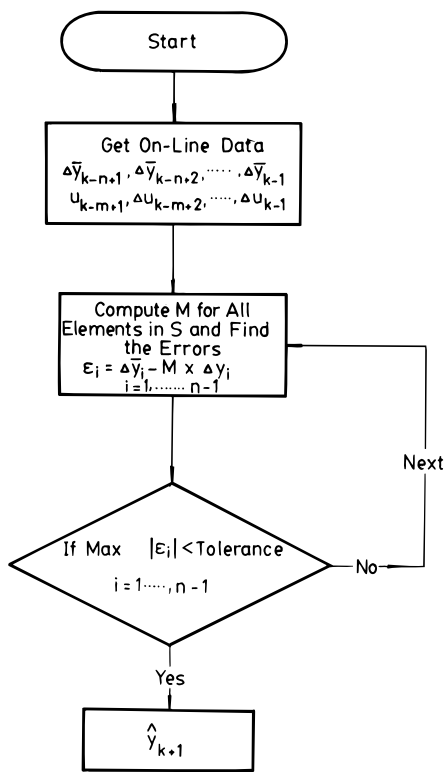 Start
Get On-Line Data
Δȳₖ₋ₙ₊₁, Δȳₖ₋ₙ₊₂, ....., Δȳₖ₋₁
uₖ₋ₘ₊₁, Δuₖ₋ₘ₊₂, ....., Δuₖ₋₁
Compute M for All
Elements in S and Find
the Errors
εᵢ = Δȳᵢ - M x Δyᵢ
i=1,....... n-1
Next
If Max |εᵢ| < Tolerance
i=1....., n-1
No
Yes
ŷₖ₊₁